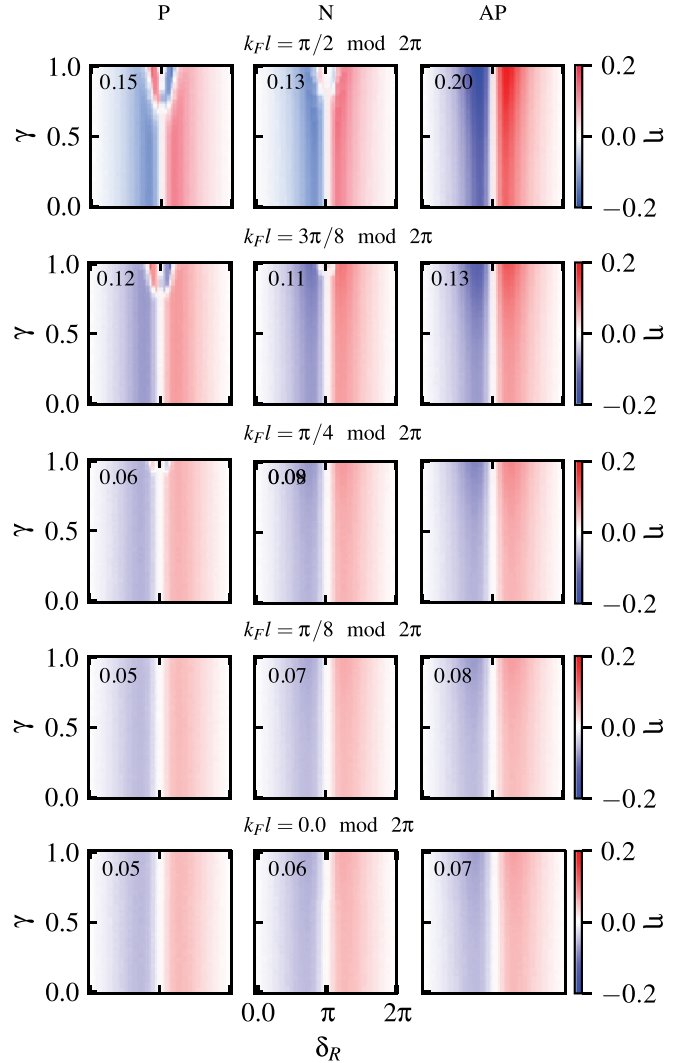 P N AP
k_F l = π/2 mod 2π
1.0 0.15 0.13 0.20 0.2
γ 0.5 0.0 η
0.0 −0.2
k_F l = 3π/8 mod 2π
1.0 0.12 0.11 0.13 0.2
γ 0.5 0.0 η
0.0 −0.2
k_F l = π/4 mod 2π
1.0 0.06 0.2
γ 0.5 0.0 η
0.0 −0.2
k_F l = π/8 mod 2π
1.0 0.05 0.07 0.08 0.2
γ 0.5 0.0 η
0.0 −0.2
k_F l = 0.0 mod 2π
1.0 0.05 0.06 0.07 0.2
γ 0.5 0.0 η
0.0 −0.2
0.0 π 2π
δ_R